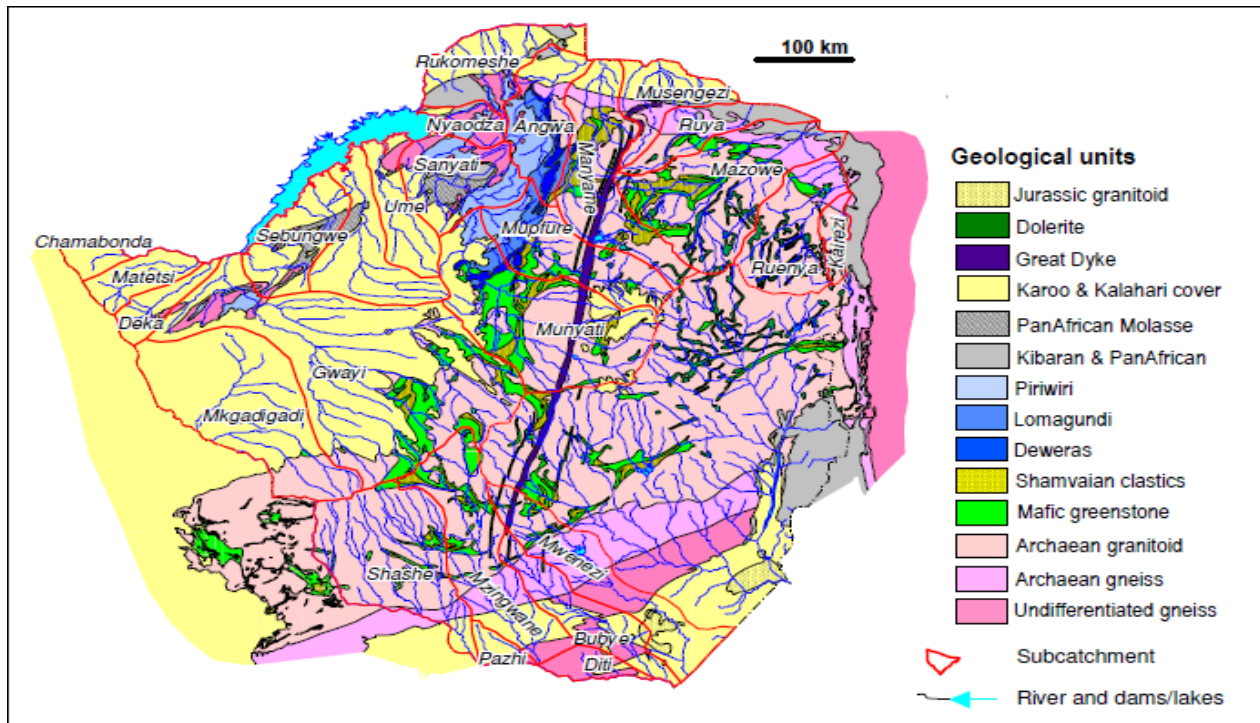 100 km
Rukomeshe
Musengezi
Nyaodza
Angwa
Ruya
Sanyati
Manyame
Mazowe
Ume
Mupfure
Kairezi
Sebungwe
Chamabonda
Ruenya
Matetsi
Deka
Munyati
Gwayi
Mkgadigadi
Mwenezi
Shashe
Mzingwane
Bubye
Pazhi
Diti
Geological units
Jurassic granitoid
Dolerite
Great Dyke
Karoo & Kalahari cover
PanAfrican Molasse
Kibaran & PanAfrican
Piriwiri
Lomagundi
Deweras
Shamvaian clastics
Mafic greenstone
Archaean granitoid
Archaean gneiss
Undifferentiated gneiss
Subcatchment
River and dams/lakes